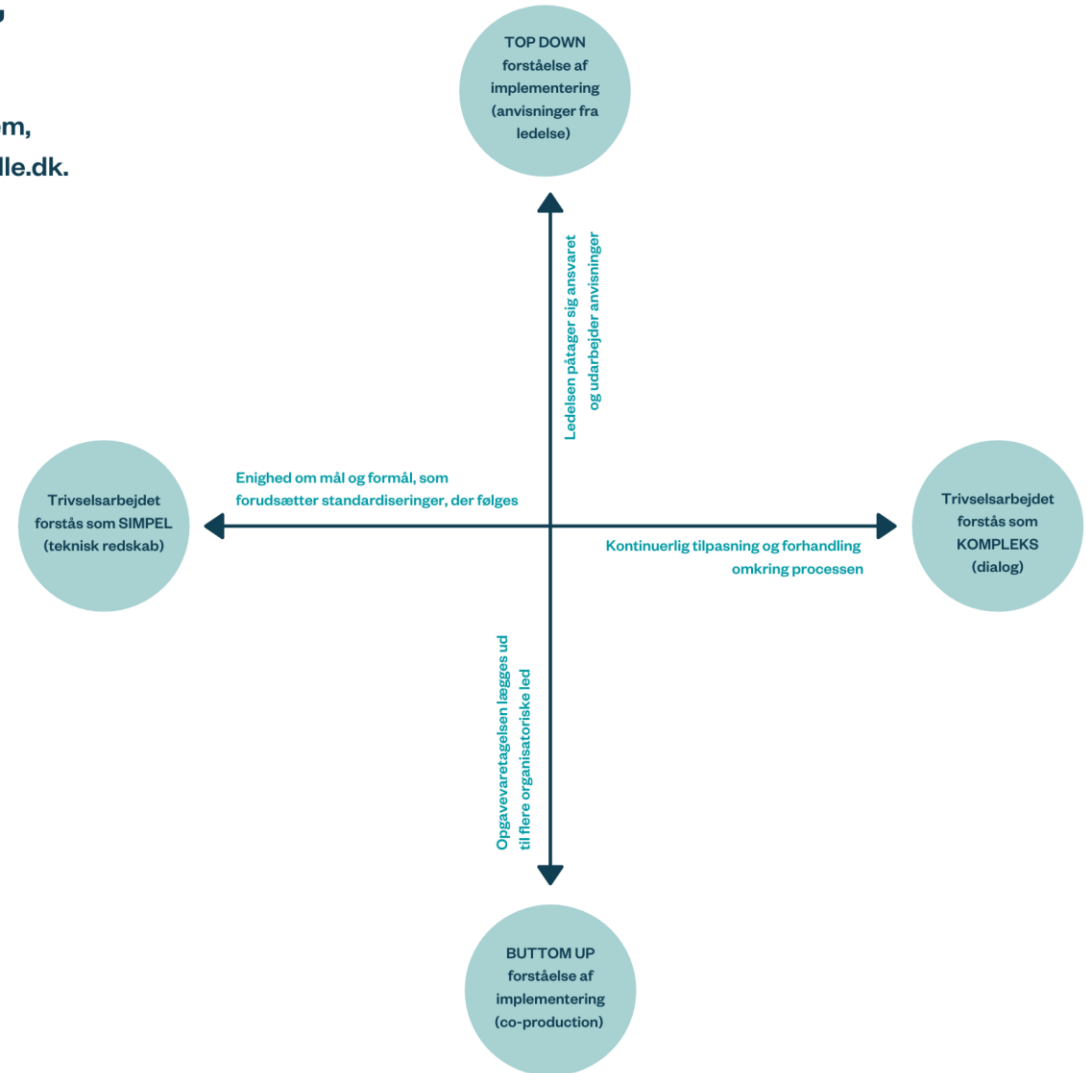 TOP DOWN
forståelse af
implementering
(anvisninger fra
ledelse)
lle.dk.
Ledelsen påtager sig ansvaret
og udarbejder anvisninger
Enighed om mål og formål, som
forudsætter standardiseringer, der følges
Trivselsarbejdet
forstås som SIMPEL
(teknisk redskab)
Trivselsarbejdet
forstås som
KOMPLEKS
(dialog)
Kontinuerlig tilpasning og forhandling
omkring processen
Opgavevaretagelsen lægges ud
til flere organisatoriske led
BUTTOM UP
forståelse af
implementering
(co-production)